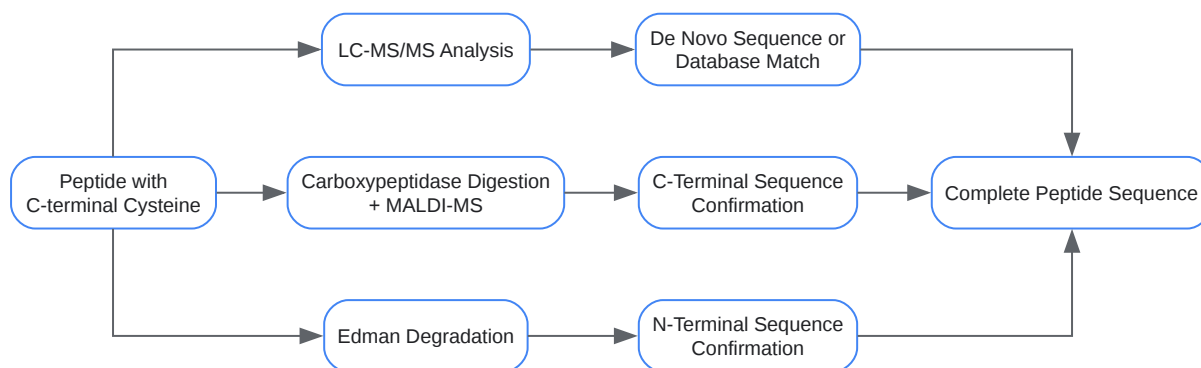 LC-MS/MS Analysis
De Novo Sequence or
Database Match
Peptide with
C-terminal Cysteine
Carboxypeptidase Digestion
+ MALDI-MS
C-Terminal Sequence
Confirmation
Complete Peptide Sequence
Edman Degradation
N-Terminal Sequence
Confirmation